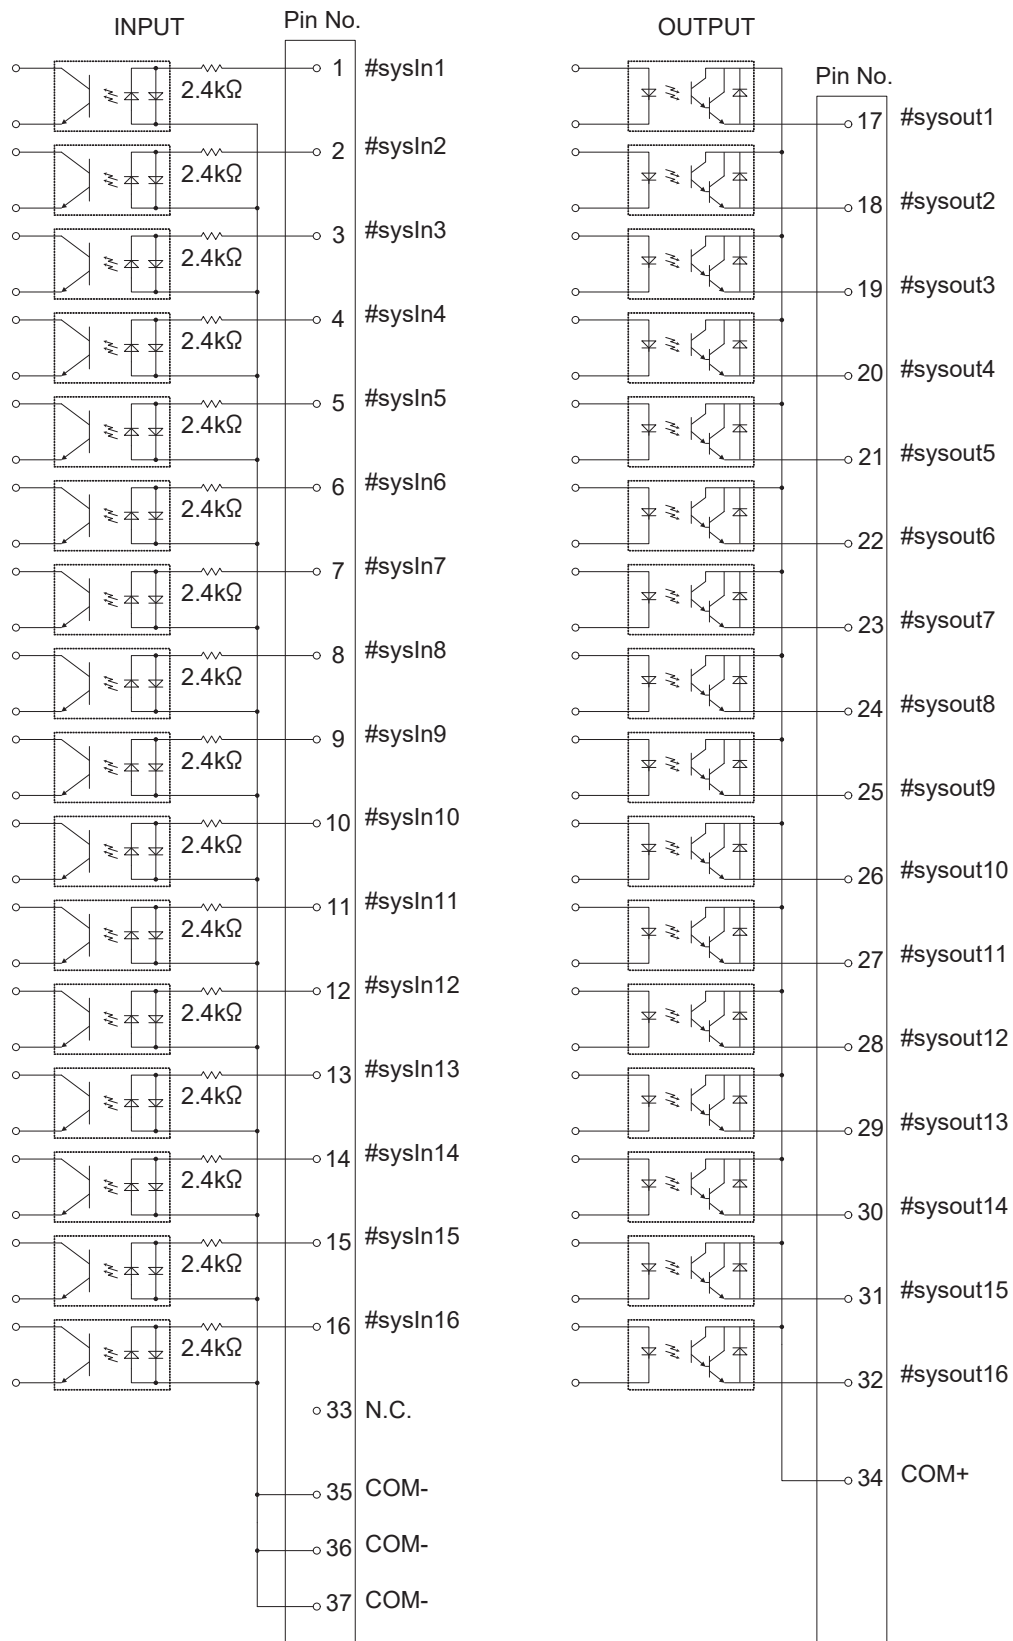 INPUT
Pin No.
1 #sysIn1
2.4kΩ
2 #sysIn2
2.4kΩ
3 #sysIn3
2.4kΩ
4 #sysIn4
2.4kΩ
5 #sysIn5
2.4kΩ
6 #sysIn6
2.4kΩ
7 #sysIn7
2.4kΩ
8 #sysIn8
2.4kΩ
9 #sysIn9
2.4kΩ
10 #sysIn10
2.4kΩ
11 #sysIn11
2.4kΩ
12 #sysIn12
2.4kΩ
13 #sysIn13
2.4kΩ
14 #sysIn14
2.4kΩ
15 #sysIn15
2.4kΩ
16 #sysIn16
2.4kΩ
33 N.C.
35 COM-
36 COM-
37 COM-
OUTPUT
Pin No.
17 #sysout1
18 #sysout2
19 #sysout3
20 #sysout4
21 #sysout5
22 #sysout6
23 #sysout7
24 #sysout8
25 #sysout9
26 #sysout10
27 #sysout11
28 #sysout12
29 #sysout13
30 #sysout14
31 #sysout15
32 #sysout16
34 COM+